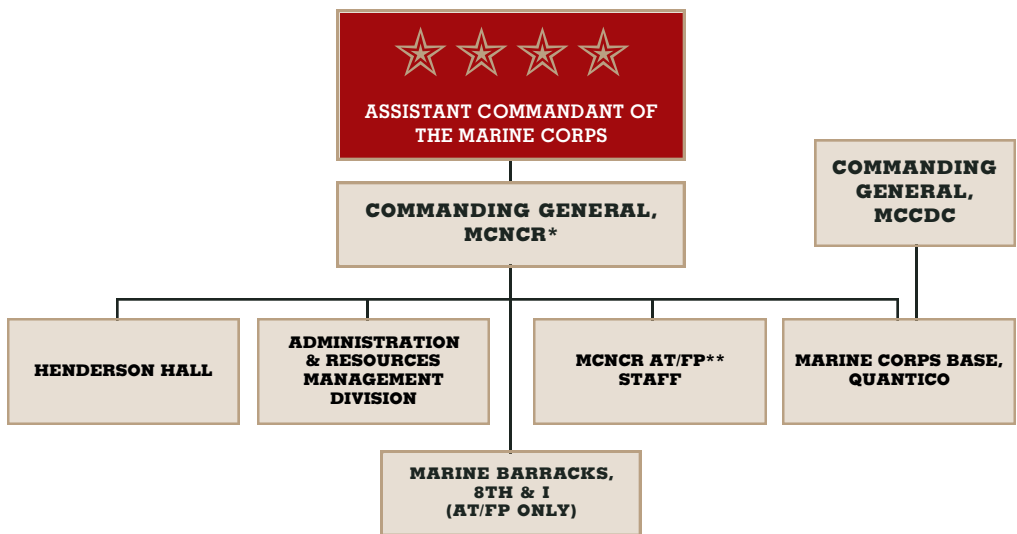 ASSISTANT COMMANDANT OF
THE MARINE CORPS
COMMANDING GENERAL,
MCNCR*
COMMANDING
GENERAL,
MCCDC
HENDERSON HALL
ADMINISTRATION
& RESOURCES
MANAGEMENT
DIVISION
MCNCR AT/FP**
STAFF
MARINE CORPS BASE,
QUANTICO
MARINE BARRACKS,
8TH & I
(AT/FP ONLY)